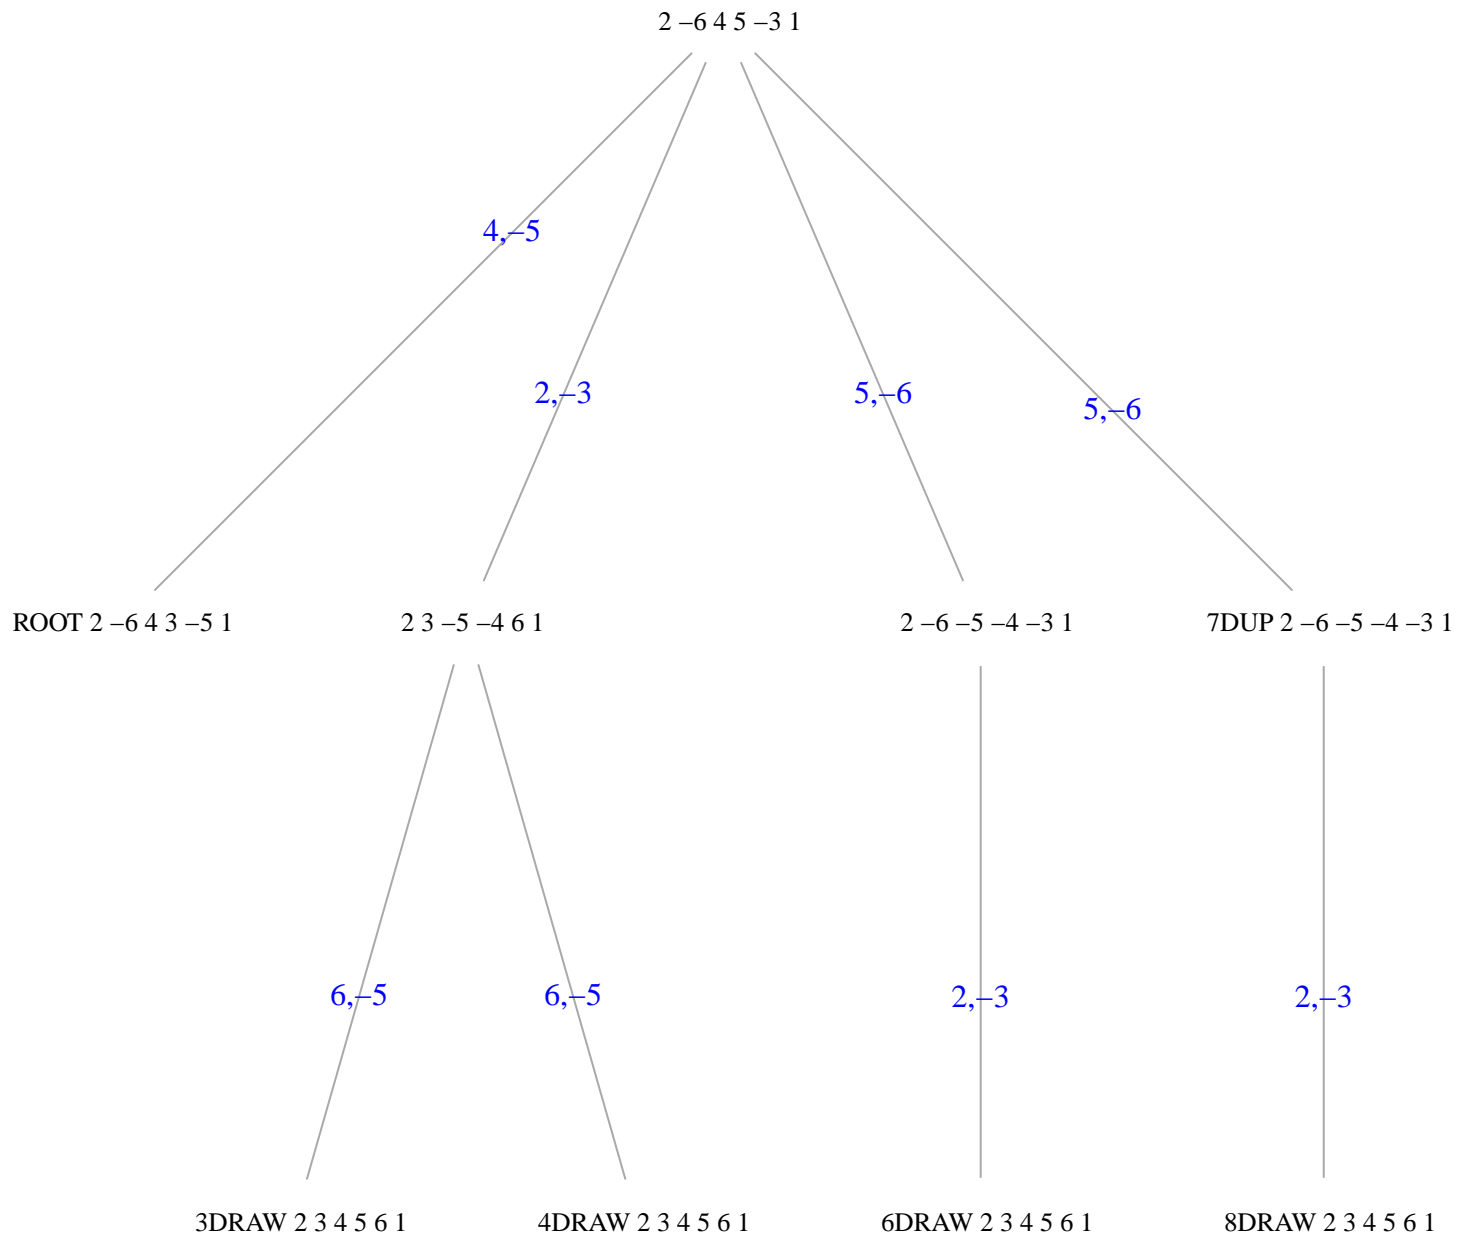 2 –6 4 5 –3 1
4,–5
2,–3
5,–6
5,–6
ROOT 2 –6 4 3 –5 1
2 3 –5 –4 6 1
2 –6 –5 –4 –3 1
7DUP 2 –6 –5 –4 –3 1
6,–5
6,–5
2,–3
2,–3
3DRAW 2 3 4 5 6 1
4DRAW 2 3 4 5 6 1
6DRAW 2 3 4 5 6 1
8DRAW 2 3 4 5 6 1